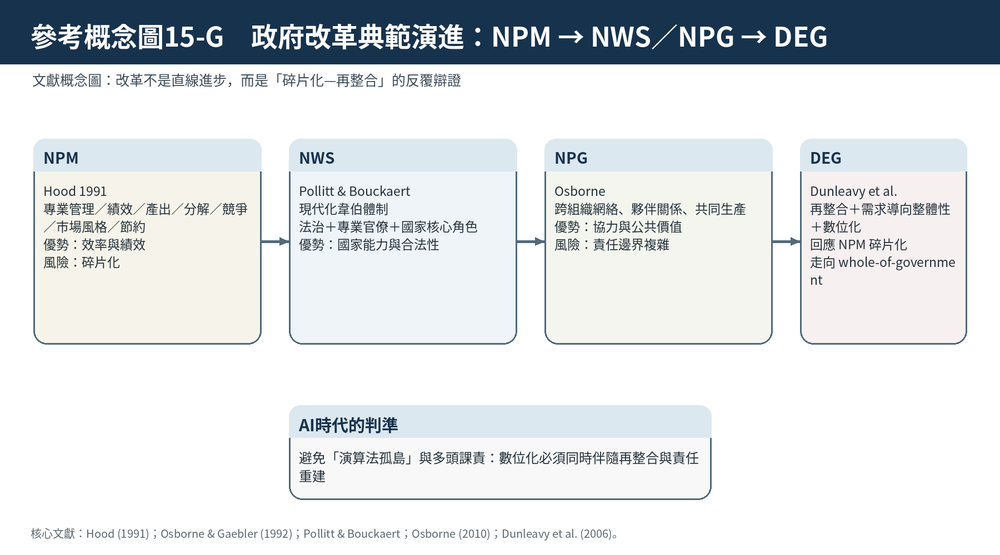 參考概念圖15-G　政府改革典範演進：NPM → NWS／NPG → DEG
文獻概念圖：改革不是直線進步，而是「碎片化—再整合」的反覆辯證
NPM
Hood 1991
專業管理／績效／產出／分解／競爭
／市場風格／節約
優勢：效率與績效
風險：碎片化
NWS
Pollitt & Bouckaert
現代化韋伯體制
法治＋專業官僚＋國家核心角色
優勢：國家能力與合法性
NPG
Osborne
跨組織網絡、夥伴關係、共同生產
優勢：協力與公共價值
風險：責任邊界複雜
DEG
Dunleavy et al.
再整合＋需求導向整體性
＋數位化
回應 NPM 碎片化
走向 whole-of-governme
nt
AI時代的判準
避免「演算法孤島」與多頭課責：數位化必須同時伴隨再整合與責任
重建
核心文獻：Hood (1991)；Osborne & Gaebler (1992)；Pollitt & Bouckaert；Osborne (2010)；Dunleavy et al. (2006)。